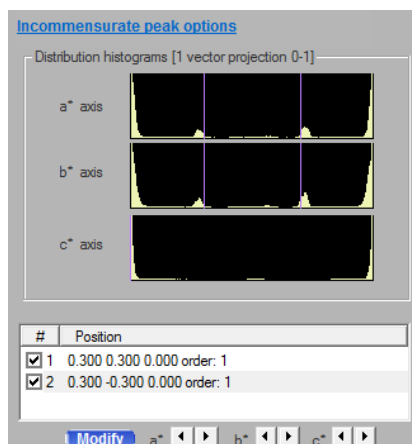 Incommensurate peak options
Distribution histograms [1 vector projection 0-1]
a* axis
b* axis
c* axis
# Position
1 0.300 0.300 0.000 order: 1
2 0.300 -0.300 0.000 order: 1
Modify a* b* c*